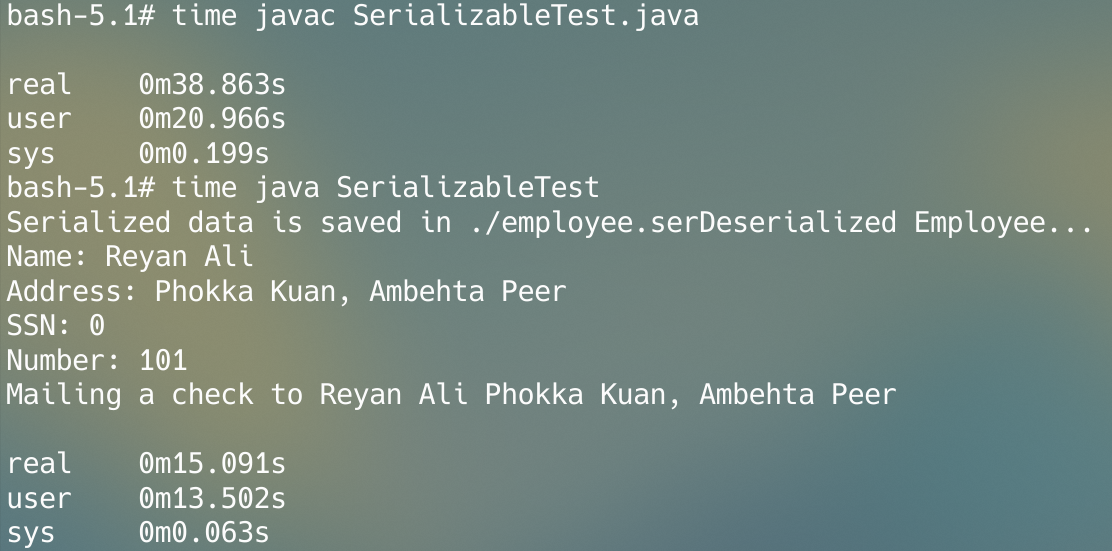 bash-5.1# time javac SerializableTest.java
real 0m38.863s
user 0m20.966s
sys 0m0.199s
bash-5.1# time java SerializableTest
Serialized data is saved in ./employee.serDeserialized Employee...
Name: Reyan Ali
Address: Phokka Kuan, Ambehta Peer
SSN: 0
Number: 101
Mailing a check to Reyan Ali Phokka Kuan, Ambehta Peer
real 0m15.091s
user 0m13.502s
sys 0m0.063s